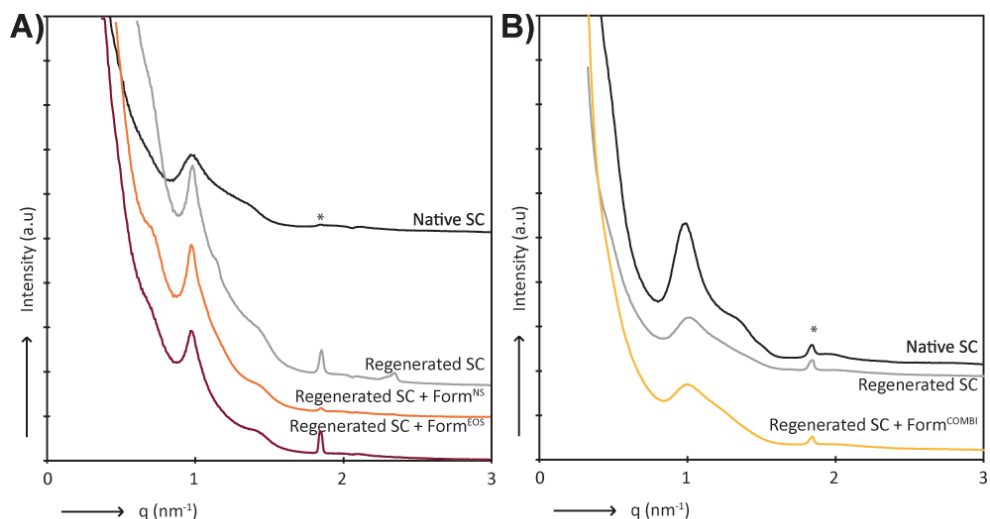 A)
Intensity (a.u)
*
Native SC
Regenerated SC
Regenerated SC + Form^NS
Regenerated SC + Form^EOS
0 1 2 3
q (nm⁻¹)
B)
Intensity (a.u)
*
Native SC
Regenerated SC
Regenerated SC + Form^COMBI
0 1 2 3
q (nm⁻¹)